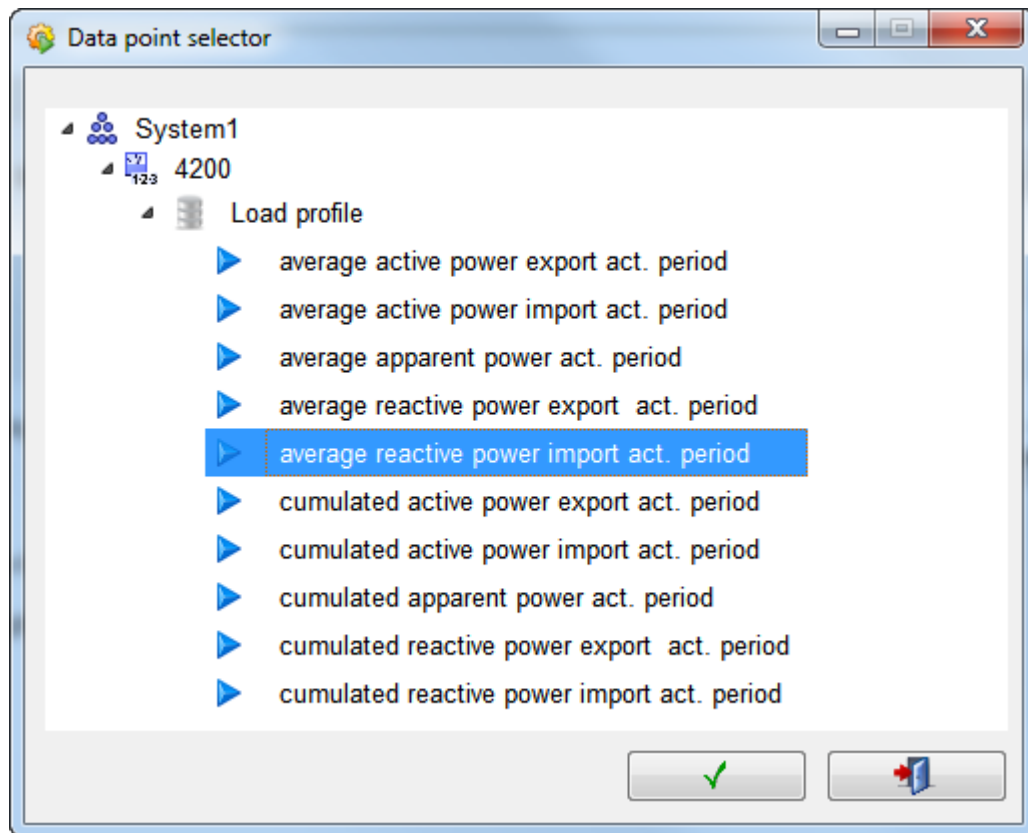 Data point selector
System1
4200
Load profile
average active power export act. period
average active power import act. period
average apparent power act. period
average reactive power export  act. period
average reactive power import act. period
cumulated active power export act. period
cumulated active power import act. period
cumulated apparent power act. period
cumulated reactive power export  act. period
cumulated reactive power import act. period